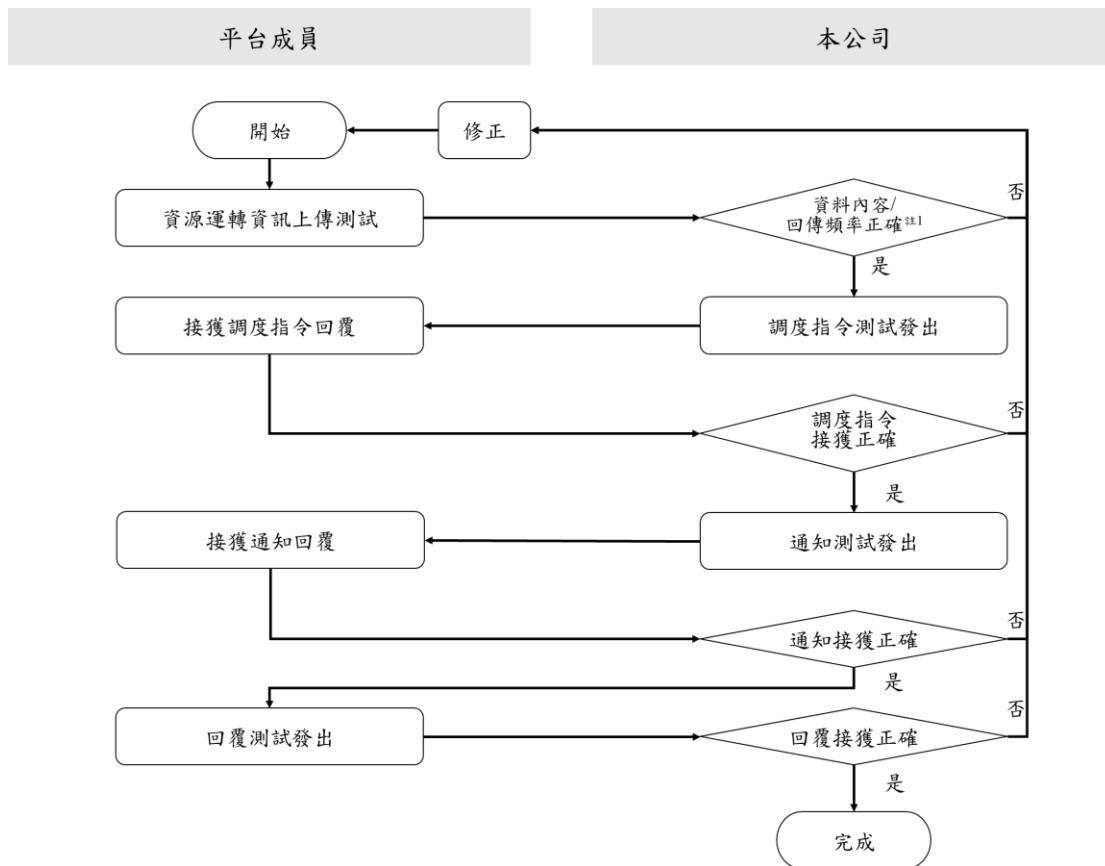 平台成員
本公司
開始
修正
否
資源運轉資訊上傳測試
資料內容/
回傳頻率正確註1
是
接獲調度指令回覆
調度指令測試發出
否
調度指令
接獲正確
是
接獲通知回覆
通知測試發出
否
通知接獲正確
是
否
回覆測試發出
回覆接獲正確
是
完成